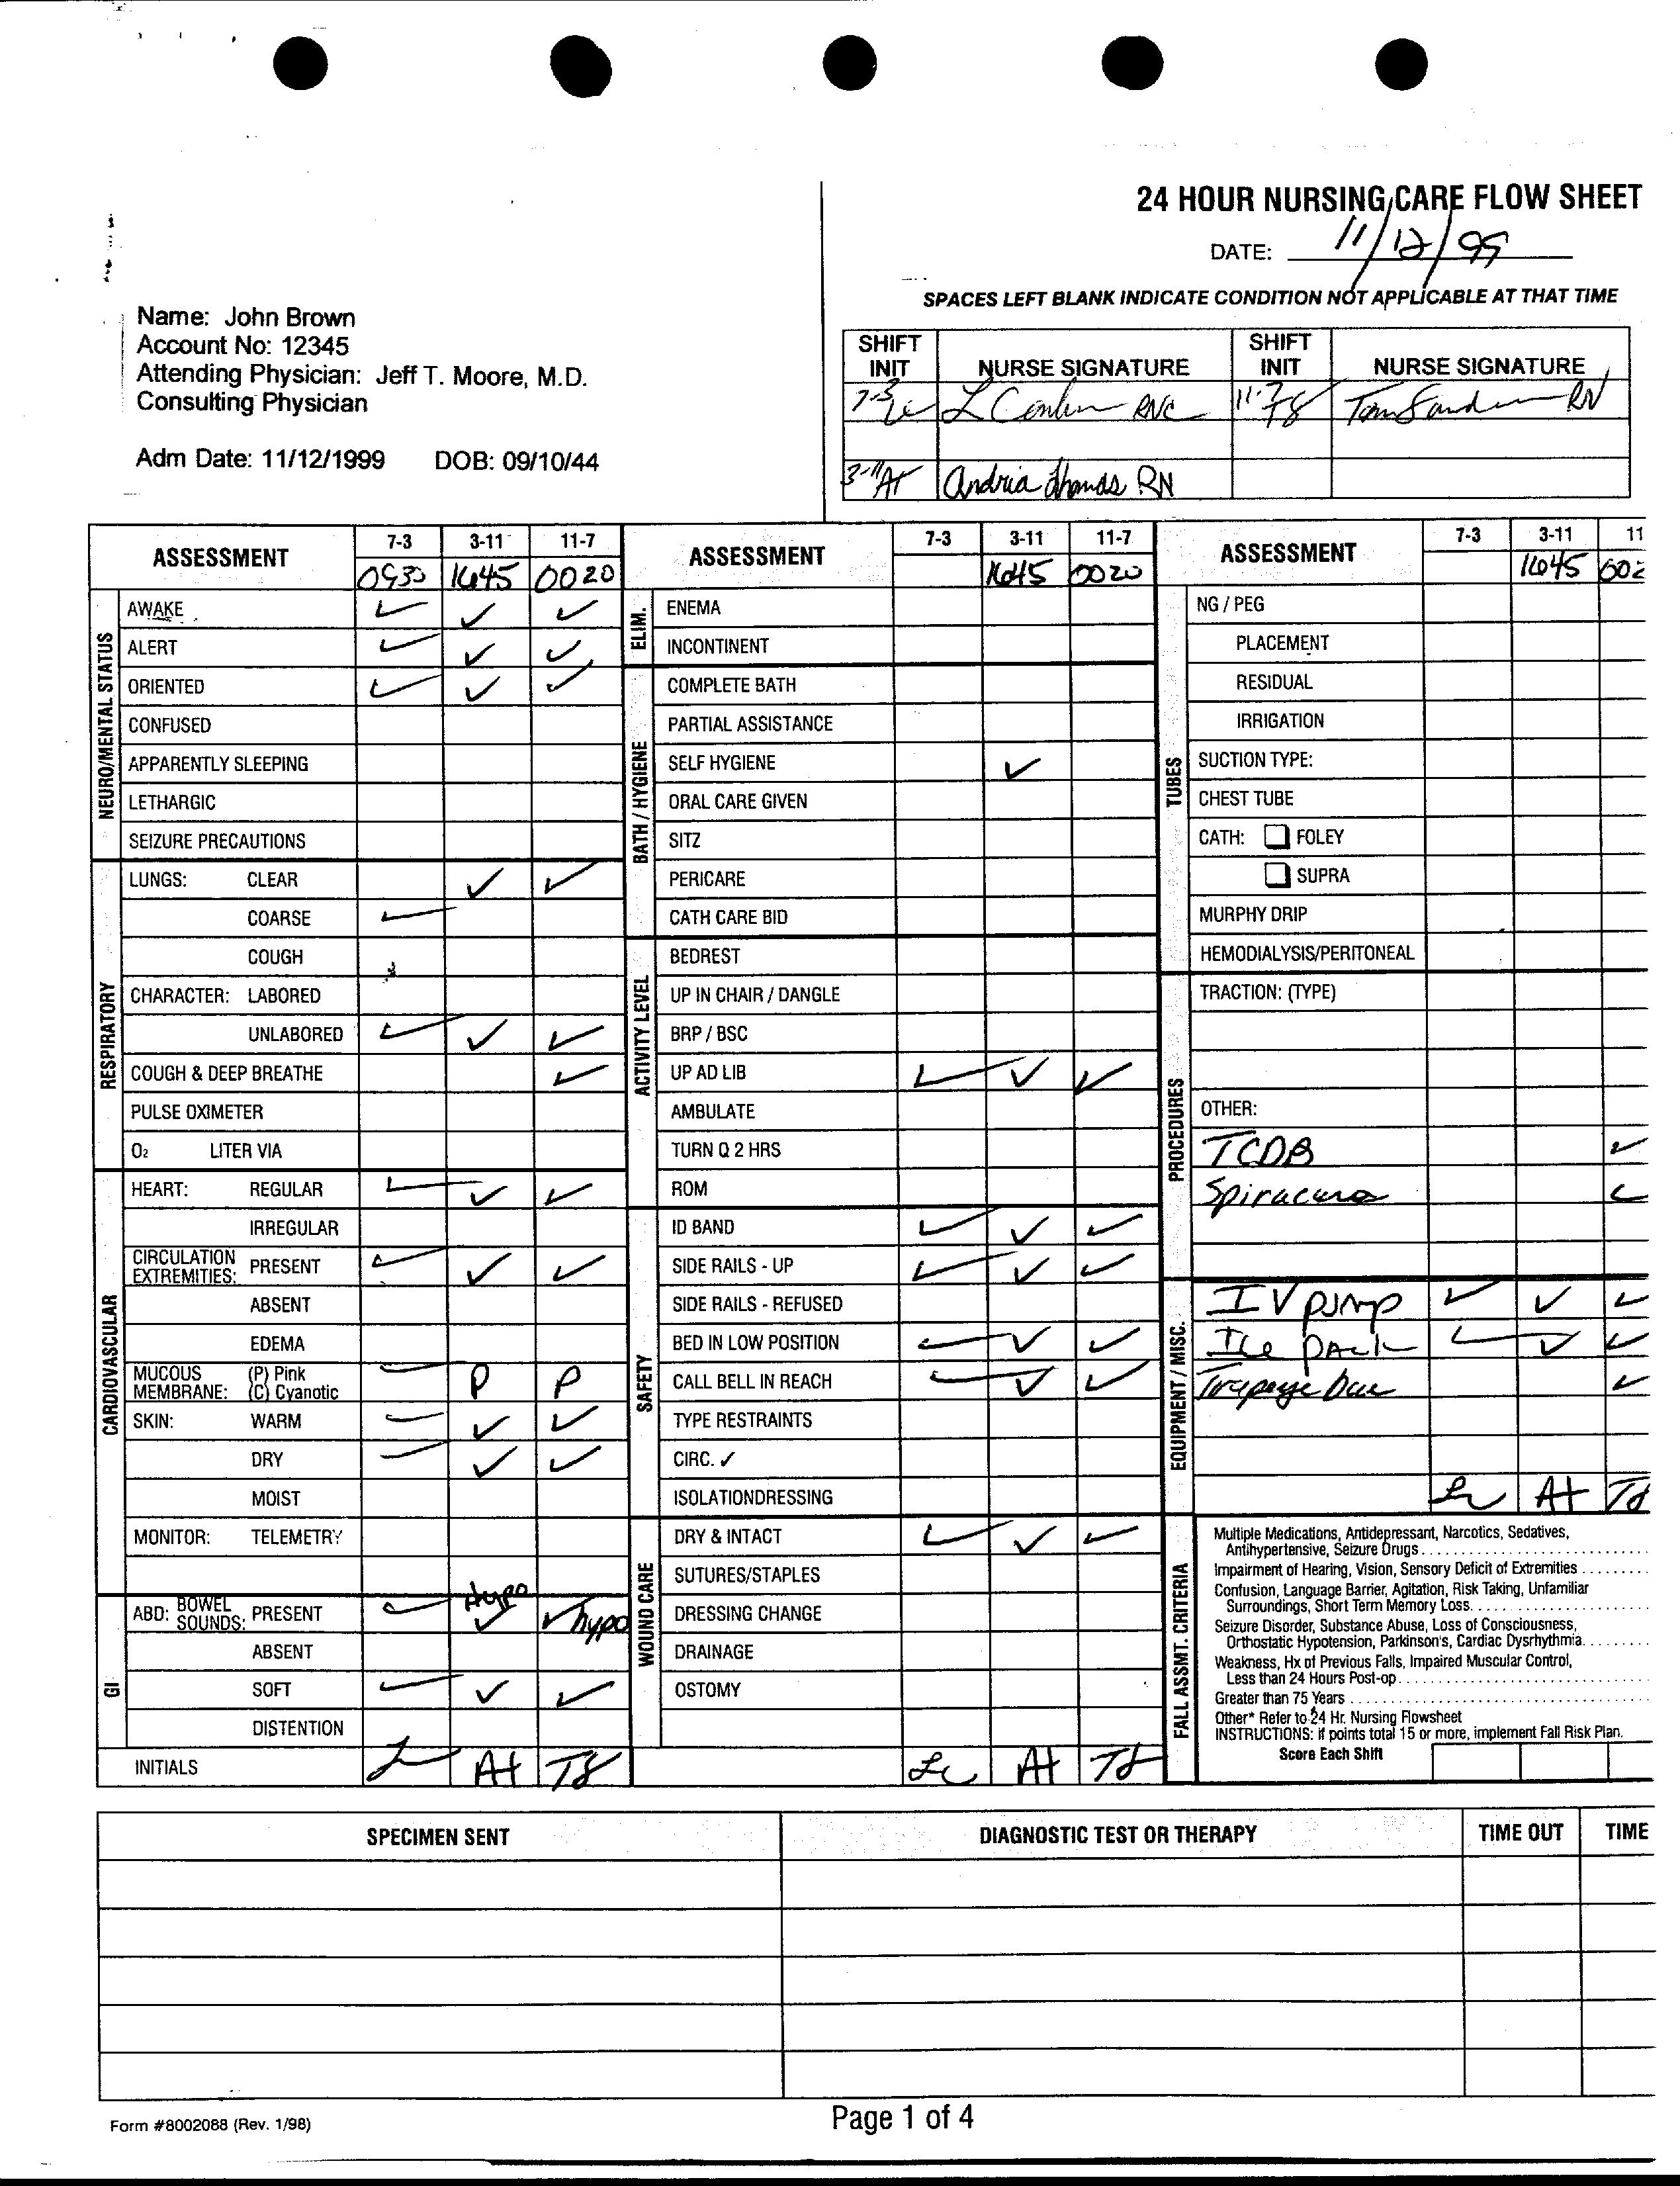 24 HOUR NURSING CARE FLOW SHEET
DATE: 11/12/99
SPACES LEFT BLANK INDICATE CONDITION NOT APPLICABLE AT THAT TIME
Name: John Brown
Account No: 12345
Attending Physician: Jeff T. Moore, M.D.
Consulting Physician
Adm Date: 11/12/1999 DOB: 09/10/44
SHIFT INIT NURSE SIGNATURE SHIFT INIT NURSE SIGNATURE
7-3 RNC 11-7 TS Tom RN
3-11 AT Andria Thomas RN
ASSESSMENT 7-3 3-11 11-7
0930 1645 0020
NEURO/MENTAL STATUS
AWAKE ✓ ✓ ✓
ALERT ✓ ✓ ✓
ORIENTED ✓ ✓ ✓
CONFUSED
APPARENTLY SLEEPING
LETHARGIC
SEIZURE PRECAUTIONS
RESPIRATORY
LUNGS: CLEAR ✓ ✓
COARSE ✓
COUGH
CHARACTER: LABORED
UNLABORED ✓ ✓ ✓
COUGH & DEEP BREATHE ✓
PULSE OXIMETER
O2 LITER VIA
CARDIOVASCULAR
HEART: REGULAR ✓ ✓ ✓
IRREGULAR
CIRCULATION EXTREMITIES: PRESENT ✓ ✓ ✓
ABSENT
EDEMA
MUCOUS MEMBRANE: (P) Pink (C) Cyanotic ✓ P P
SKIN: WARM ✓ ✓ ✓
DRY ✓ ✓ ✓
MOIST
MONITOR: TELEMETRY
GI
ABD: BOWEL SOUNDS: PRESENT ✓ Hypo ✓ ✓ hypo
ABSENT
SOFT ✓ ✓ ✓
DISTENTION
INITIALS At TS
ASSESSMENT 7-3 3-11 11-7
1645 0020
ELIM.
ENEMA
INCONTINENT
BATH / HYGIENE
COMPLETE BATH
PARTIAL ASSISTANCE
SELF HYGIENE ✓
ORAL CARE GIVEN
SITZ
PERICARE
CATH CARE BID
ACTIVITY LEVEL
BEDREST
UP IN CHAIR / DANGLE
BRP / BSC
UP AD LIB ✓ ✓ ✓
AMBULATE
TURN Q 2 HRS
ROM
SAFETY
ID BAND ✓ ✓ ✓
SIDE RAILS - UP ✓ ✓ ✓
SIDE RAILS - REFUSED
BED IN LOW POSITION ✓ ✓ ✓
CALL BELL IN REACH ✓ ✓ ✓
TYPE RESTRAINTS
CIRC. ✓
ISOLATIONDRESSING
WOUND CARE
DRY & INTACT ✓ ✓ ✓
SUTURES/STAPLES
DRESSING CHANGE
DRAINAGE
OSTOMY
Lc At TS
ASSESSMENT 7-3 3-11 11
1645 002
TUBES
NG / PEG
PLACEMENT
RESIDUAL
IRRIGATION
SUCTION TYPE:
CHEST TUBE
CATH: ☐ FOLEY
☐ SUPRA
MURPHY DRIP
HEMODIALYSIS/PERITONEAL
PROCEDURES
TRACTION: (TYPE)
OTHER:
TCDB ✓
Spiracare ✓
EQUIPMENT / MISC.
IV pump ✓ ✓ ✓
Ice pack ✓ ✓ ✓
Trapeze bar ✓
Lc At TS
FALL ASSMT. CRITERIA
Multiple Medications, Antidepressant, Narcotics, Sedatives,
Antihypertensive, Seizure Drugs
Impairment of Hearing, Vision, Sensory Deficit of Extremities
Confusion, Language Barrier, Agitation, Risk Taking, Unfamiliar
Surroundings, Short Term Memory Loss.
Seizure Disorder, Substance Abuse, Loss of Consciousness,
Orthostatic Hypotension, Parkinson's, Cardiac Dysrhythmia.
Weakness, Hx of Previous Falls, Impaired Muscular Control,
Less than 24 Hours Post-op
Greater than 75 Years
Other* Refer to 24 Hr. Nursing Flowsheet
INSTRUCTIONS: if points total 15 or more, implement Fall Risk Plan.
Score Each Shift
SPECIMEN SENT DIAGNOSTIC TEST OR THERAPY TIME OUT TIME
Form #8002088 (Rev. 1/98)
Page 1 of 4